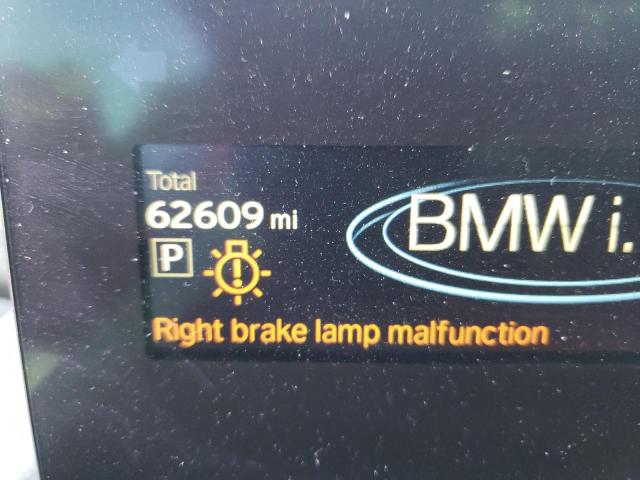 Total
62609 mi
BMW i.
P
Right brake lamp malfunction